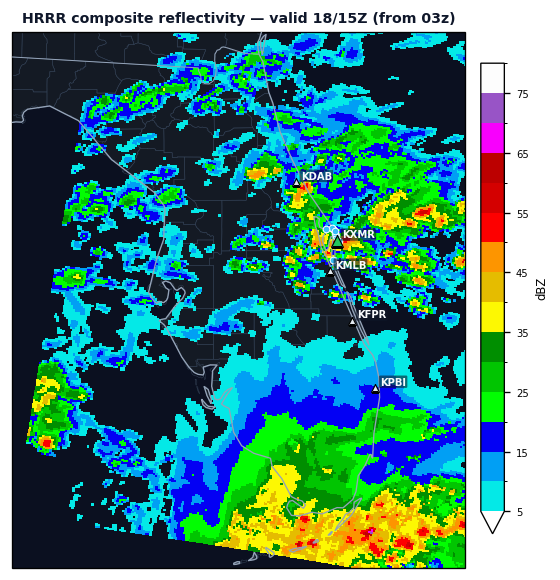 HRRR composite reflectivity — valid 18/15Z (from 03z)
KDAB
KXMR
KMLB
KFPR
KPBI
75
65
55
45
35
25
15
5
dBZ